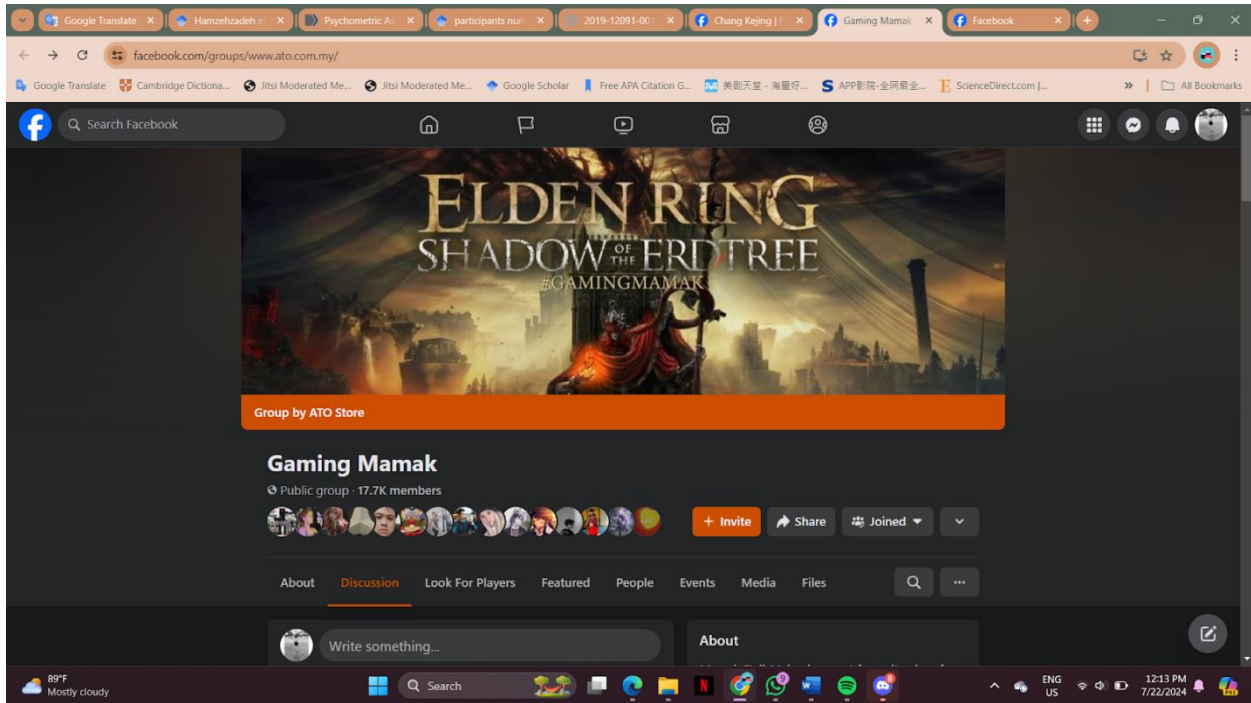 Google Translate
Hamzehzadeh et
Psychometric As
participants num
2019-12091-001
Chang Kejing | F
Gaming Mamak
Facebook
facebook.com/groups/www.ato.com.my/
Google Translate
Cambridge Dictiona...
Jitsi Moderated Me...
Jitsi Moderated Me...
Google Scholar
Free APA Citation G...
美剧天堂 - 海量好...
APP影院-全网最全...
ScienceDirect.com |...
All Bookmarks
Search Facebook
ELDEN RING
SHADOW OF THE ERDTREE
#GAMINGMAMAK
Group by ATO Store
Gaming Mamak
Public group · 17.7K members
+ Invite
Share
Joined
About
Discussion
Look For Players
Featured
People
Events
Media
Files
Write something...
About
89°F
Mostly cloudy
Search
ENG
US
12:13 PM
7/22/2024